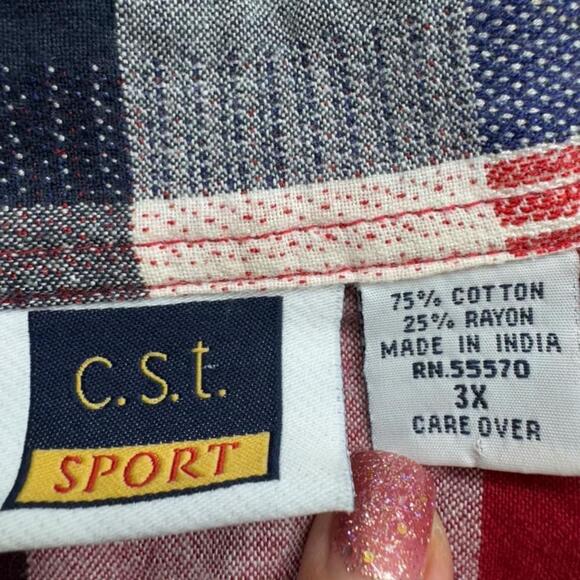 c.s.t.
SPORT
75% COTTON
25% RAYON
MADE IN INDIA
RN.55570
3X
CARE OVER